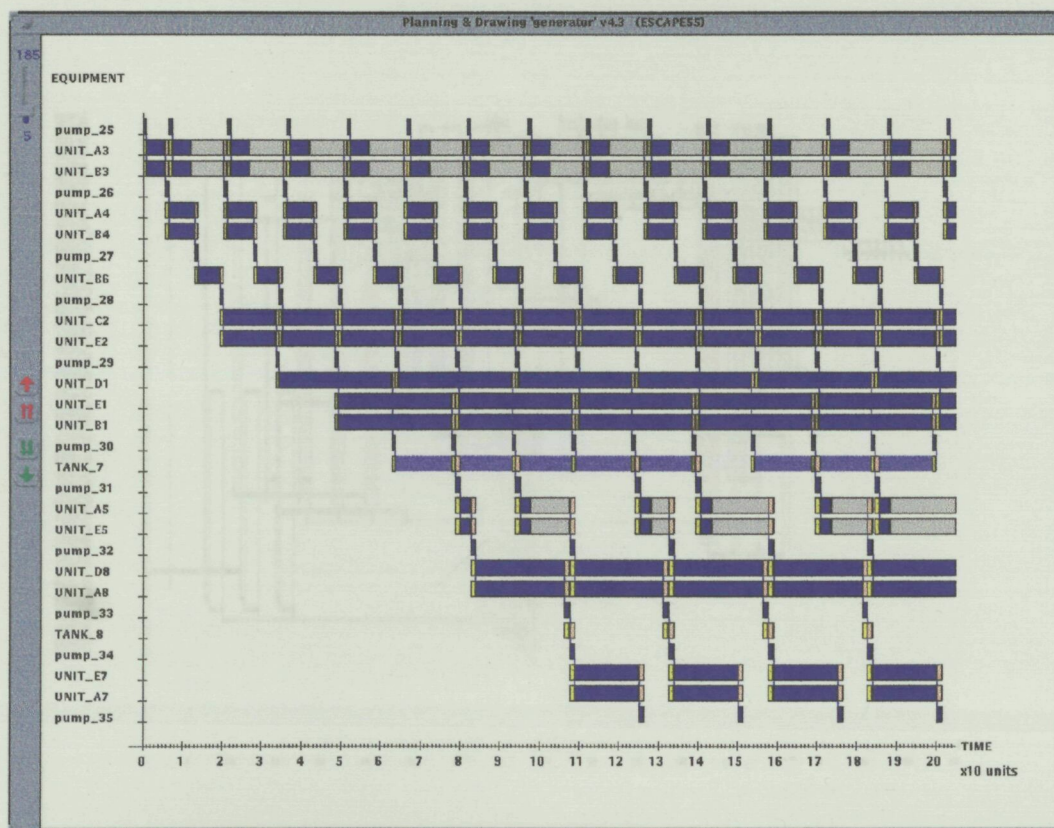 Planning & Drawing 'generator' v4.3 (ESCAPE55)
185
5
EQUIPMENT
pump_25
UNIT_A3
UNIT_B3
pump_26
UNIT_A4
UNIT_B4
pump_27
UNIT_B6
pump_28
UNIT_C2
UNIT_E2
pump_29
UNIT_D1
UNIT_E1
UNIT_B1
pump_30
TANK_7
pump_31
UNIT_A5
UNIT_E5
pump_32
UNIT_D8
UNIT_A8
pump_33
TANK_8
pump_34
UNIT_E7
UNIT_A7
pump_35
0 1 2 3 4 5 6 7 8 9 10 11 12 13 14 15 16 17 18 19 20
TIME
x10 units